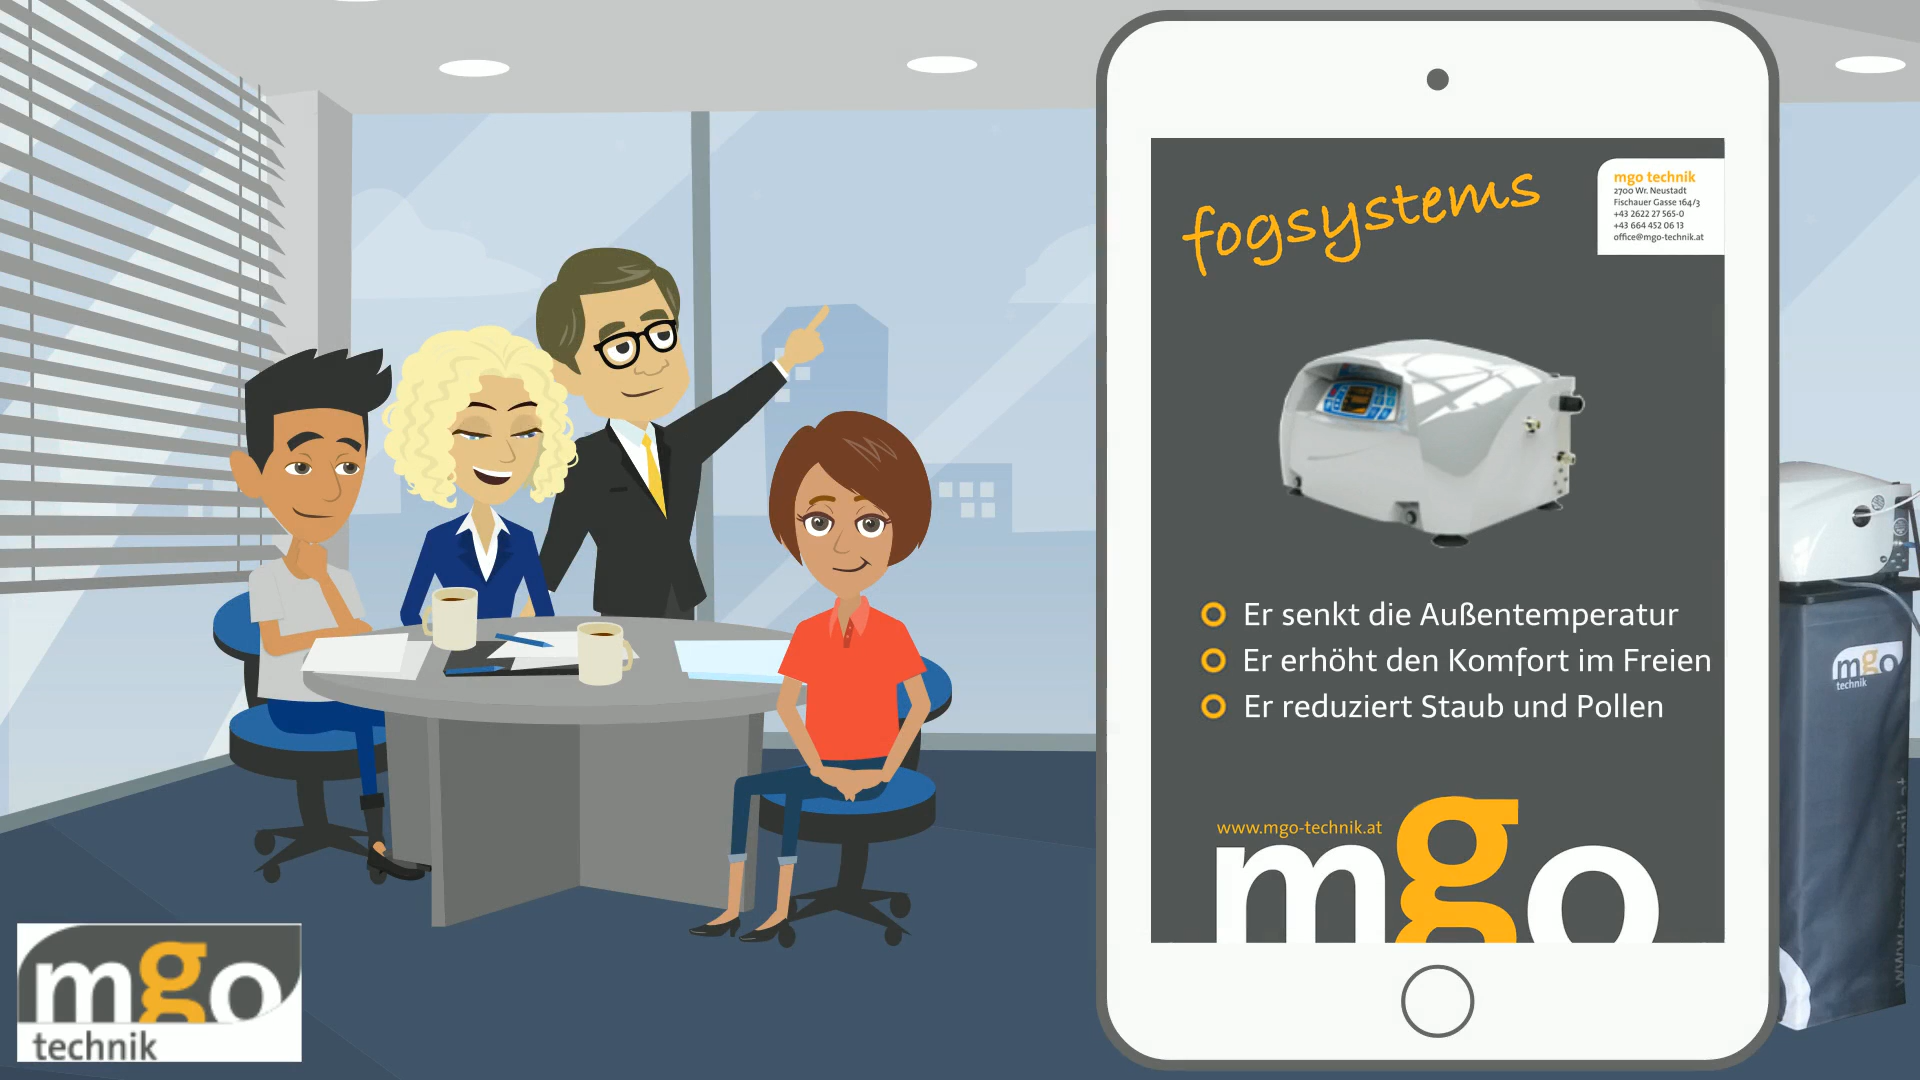 fogsystems
mgo technik
2700 Wr. Neustadt
Fischauer Gasse 164/3
+43 2622 27 565-0
+43 664 452 06 13
office@mgo-technik.at
Er senkt die Außentemperatur
Er erhöht den Komfort im Freien
Er reduziert Staub und Pollen
www.mgo-technik.at
mgo
mgo
technik
mgo
technik